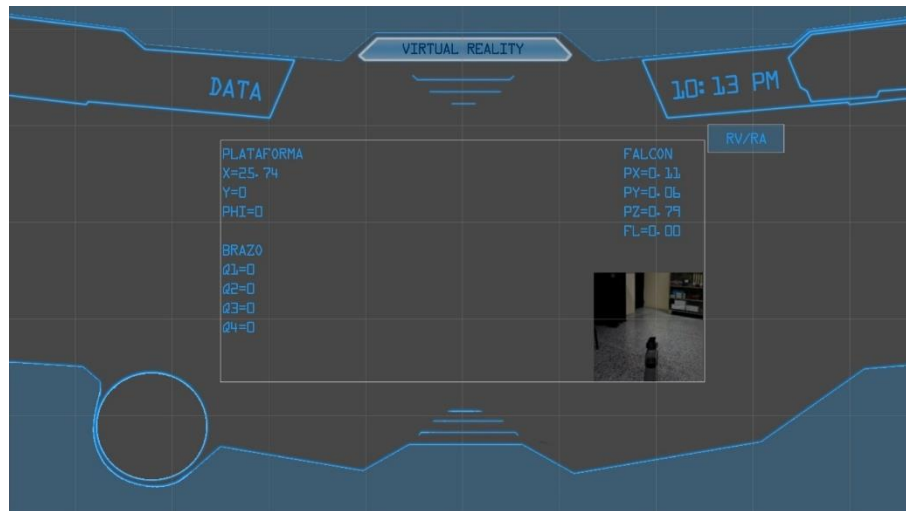 VIRTUAL REALITY
DATA
10:13 PM
RV/RA
PLATAFORMA
X=25.74
Y=0
PHI=0
BRAZO
Q1=0
Q2=0
Q3=0
Q4=0
FALCON
PX=0.11
PY=0.06
PZ=0.79
FL=0.00